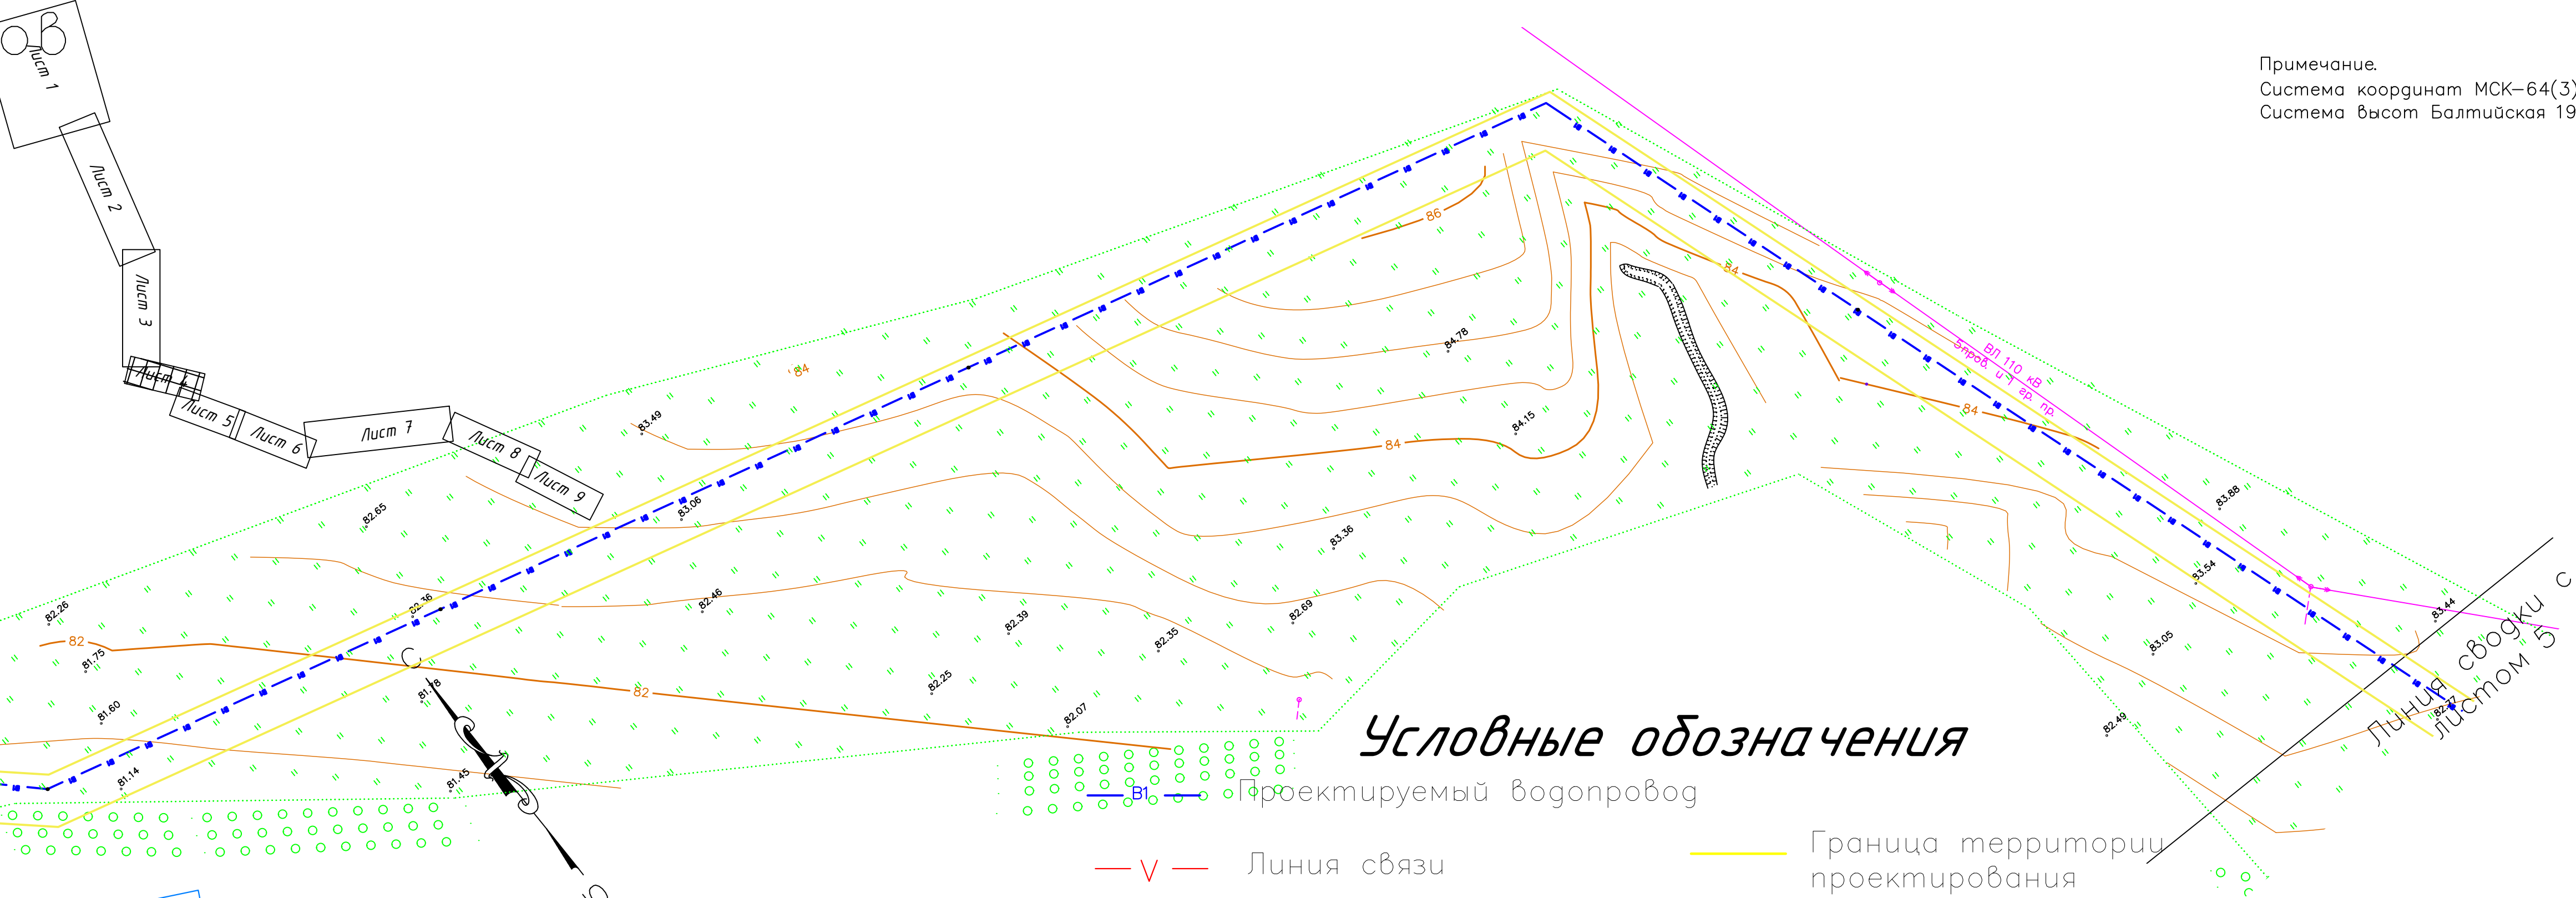 Лист 1
Лист 2
Лист 3
Лист 4
Лист 5
Лист 6
Лист 7
Лист 8
Лист 9
Примечание.
Система координат МСК-64(3)
Система высот Балтийская 19
86
84
84
84
84
82
82
ВЛ 110 кВ
5пров. и 1 гр. пр.
84.78
84.15
83.49
83.06
82.65
82.36
82.26
81.75
81.60
81.14
81.78
81.45
82.46
82.39
82.35
82.25
82.07
82.69
83.36
83.88
83.54
83.44
83.05
82.49
С
Линия сводки с
листом 5
Условные обозначения
В1 Проектируемый водопровод
V Линия связи
Граница территории
проектирования